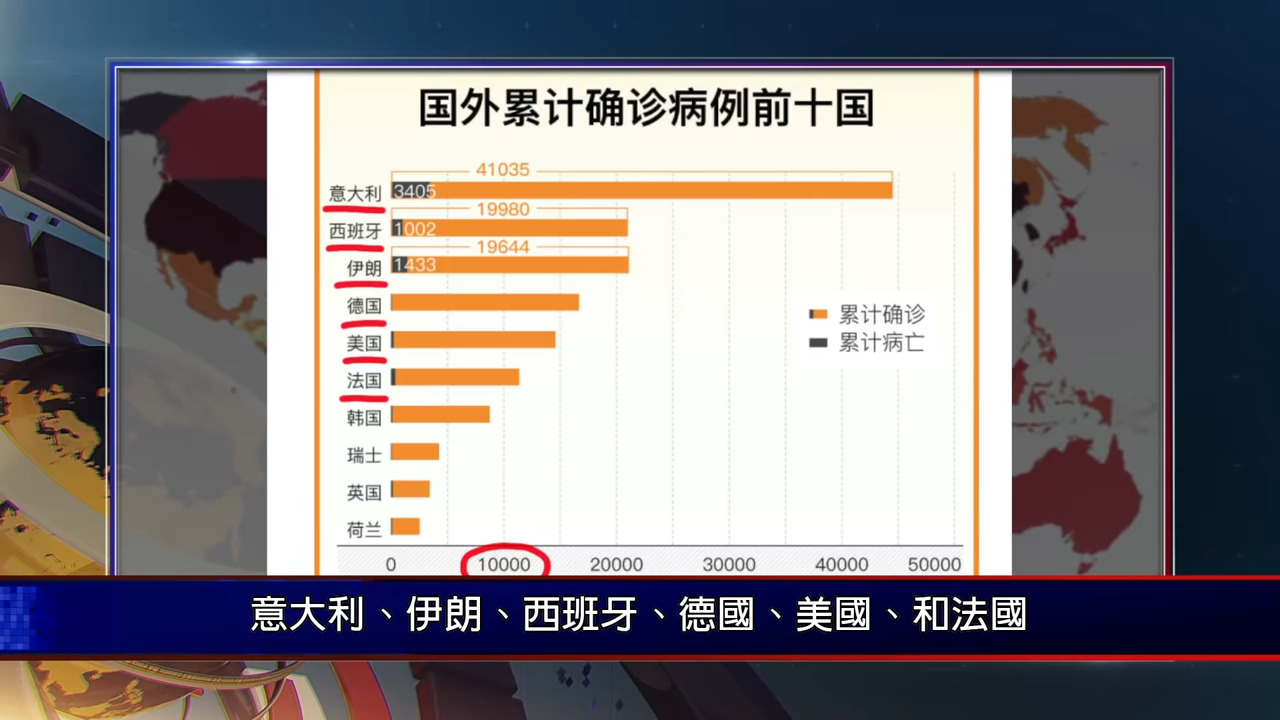 国外累计确诊病例前十国
41035
意大利 3405
19980
西班牙 1002
19644
伊朗 1433
德国
累计确诊
美国
累计病亡
法国
韩国
瑞士
英国
荷兰
0 10000 20000 30000 40000 50000
意大利、伊朗、西班牙、德國、美國、和法國